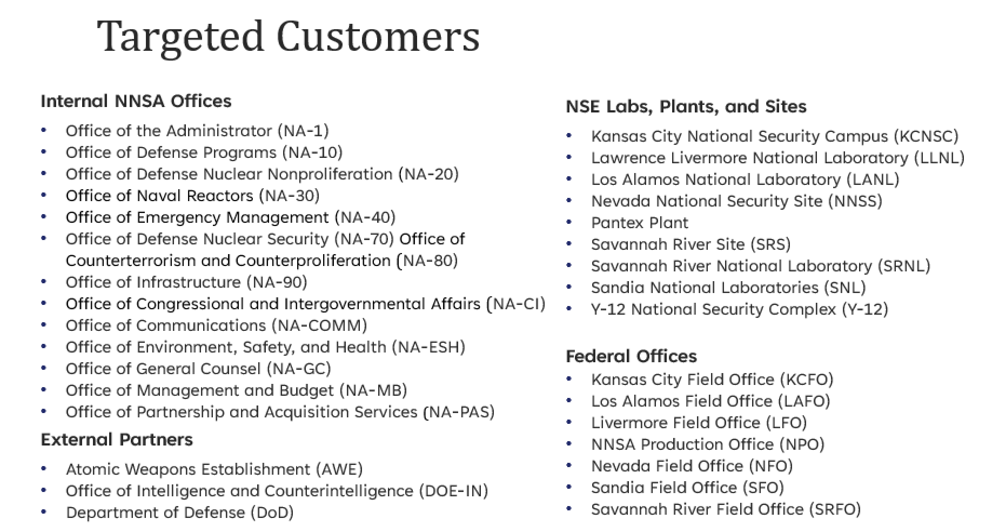 Targeted Customers
Internal NNSA Offices
• Office of the Administrator (NA-1)
• Office of Defense Programs (NA-10)
• Office of Defense Nuclear Nonproliferation (NA-20)
• Office of Naval Reactors (NA-30)
• Office of Emergency Management (NA-40)
• Office of Defense Nuclear Security (NA-70) Office of
Counterterrorism and Counterproliferation (NA-80)
• Office of Infrastructure (NA-90)
• Office of Congressional and Intergovernmental Affairs (NA-CI)
• Office of Communications (NA-COMM)
• Office of Environment, Safety, and Health (NA-ESH)
• Office of General Counsel (NA-GC)
• Office of Management and Budget (NA-MB)
• Office of Partnership and Acquisition Services (NA-PAS)
External Partners
• Atomic Weapons Establishment (AWE)
• Office of Intelligence and Counterintelligence (DOE-IN)
• Department of Defense (DoD)
NSE Labs, Plants, and Sites
• Kansas City National Security Campus (KCNSC)
• Lawrence Livermore National Laboratory (LLNL)
• Los Alamos National Laboratory (LANL)
• Nevada National Security Site (NNSS)
• Pantex Plant
• Savannah River Site (SRS)
• Savannah River National Laboratory (SRNL)
• Sandia National Laboratories (SNL)
• Y-12 National Security Complex (Y-12)
Federal Offices
• Kansas City Field Office (KCFO)
• Los Alamos Field Office (LAFO)
• Livermore Field Office (LFO)
• NNSA Production Office (NPO)
• Nevada Field Office (NFO)
• Sandia Field Office (SFO)
• Savannah River Field Office (SRFO)